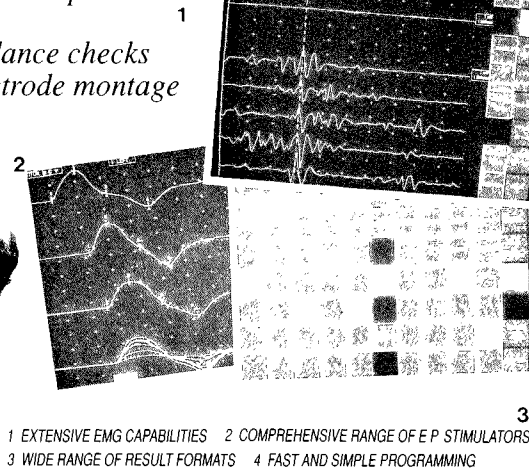 1
lance checks
trode montage
2
3
1 EXTENSIVE EMG CAPABILITIES 2 COMPREHENSIVE RANGE OF E P STIMULATORS
3 WIDE RANGE OF RESULT FORMATS 4 FAST AND SIMPLE PROGRAMMING